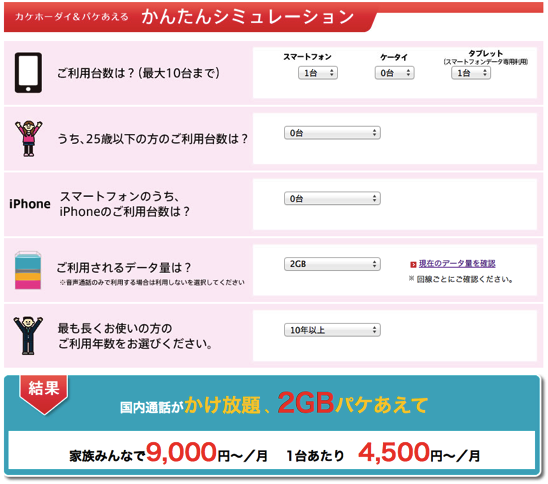 カケホーダイ&パケあえる かんたんシミュレーション
スマートフォン ケータイ タブレット
(スマートフォンデータ専用利用)
ご利用台数は?(最大10台まで)
1台 0台 1台
うち、25歳以下の方のご利用台数は?
0台
iPhone
スマートフォンのうち、
iPhoneのご利用台数は?
0台
ご利用されるデータ量は?
※音声通話のみで利用する場合は利用しないを選択してください
2GB
現在のデータ量を確認
※ 回線ごとにご確認ください。
最も長くお使いの方の
ご利用年数をお選びください。
10年以上
結果
国内通話がかけ放題、2GBパケあえて
家族みんなで9,000円〜/月 1台あたり 4,500円〜/月